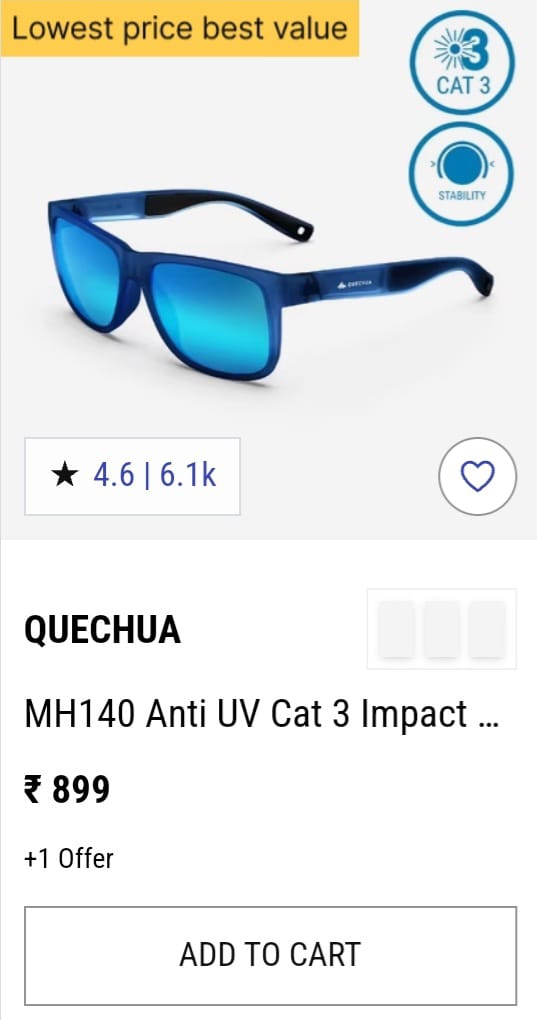 Lowest price best value
3
CAT 3
STABILITY
QUECHUA
★ 4.6 | 6.1k
QUECHUA
MH140 Anti UV Cat 3 Impact ...
₹ 899
+1 Offer
ADD TO CART